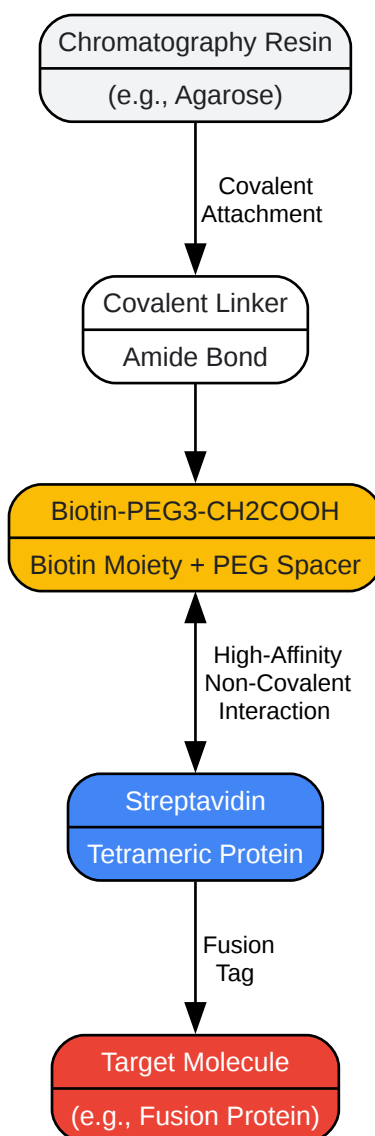 Chromatography Resin
(e.g., Agarose)
Covalent
Attachment
Covalent Linker
Amide Bond
Biotin-PEG3-CH2COOH
Biotin Moiety + PEG Spacer
High-Affinity
Non-Covalent
Interaction
Streptavidin
Tetrameric Protein
Fusion
Tag
Target Molecule
(e.g., Fusion Protein)